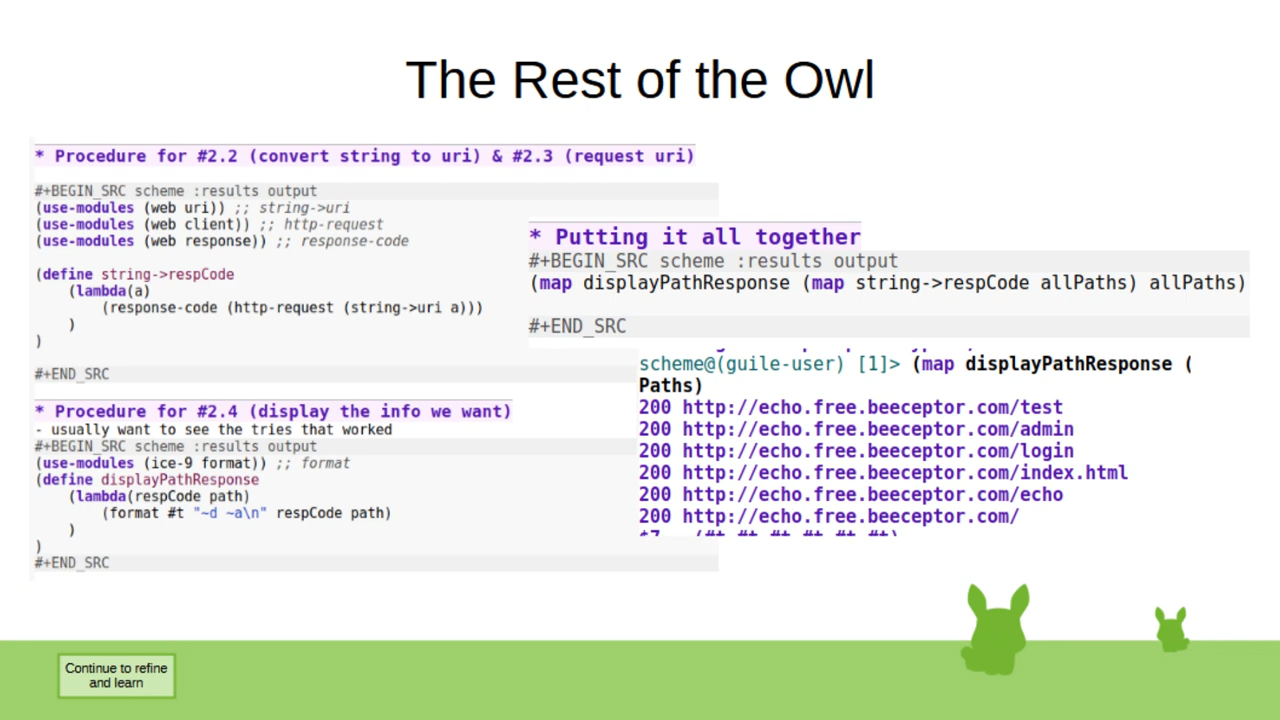 The Rest of the Owl
* Procedure for #2.2 (convert string to uri) & #2.3 (request uri)
#+BEGIN_SRC scheme :results output
(use-modules (web uri)) ;; string->uri
(use-modules (web client)) ;; http-request
(use-modules (web response)) ;; response-code
(define string->respCode
(lambda(a)
(response-code (http-request (string->uri a)))
)
)
#+END_SRC
* Procedure for #2.4 (display the info we want)
- usually want to see the tries that worked
#+BEGIN_SRC scheme :results output
(use-modules (ice-9 format)) ;; format
(define displayPathResponse
(lambda(respCode path)
(format #t "~d ~a\n" respCode path)
)
)
#+END_SRC
* Putting it all together
#+BEGIN_SRC scheme :results output
(map displayPathResponse (map string->respCode allPaths) allPaths)
#+END_SRC
scheme@(guile-user) [1]> (map displayPathResponse (
Paths)
200 http://echo.free.beeceptor.com/test
200 http://echo.free.beeceptor.com/admin
200 http://echo.free.beeceptor.com/login
200 http://echo.free.beeceptor.com/index.html
200 http://echo.free.beeceptor.com/echo
200 http://echo.free.beeceptor.com/
Continue to refine
and learn